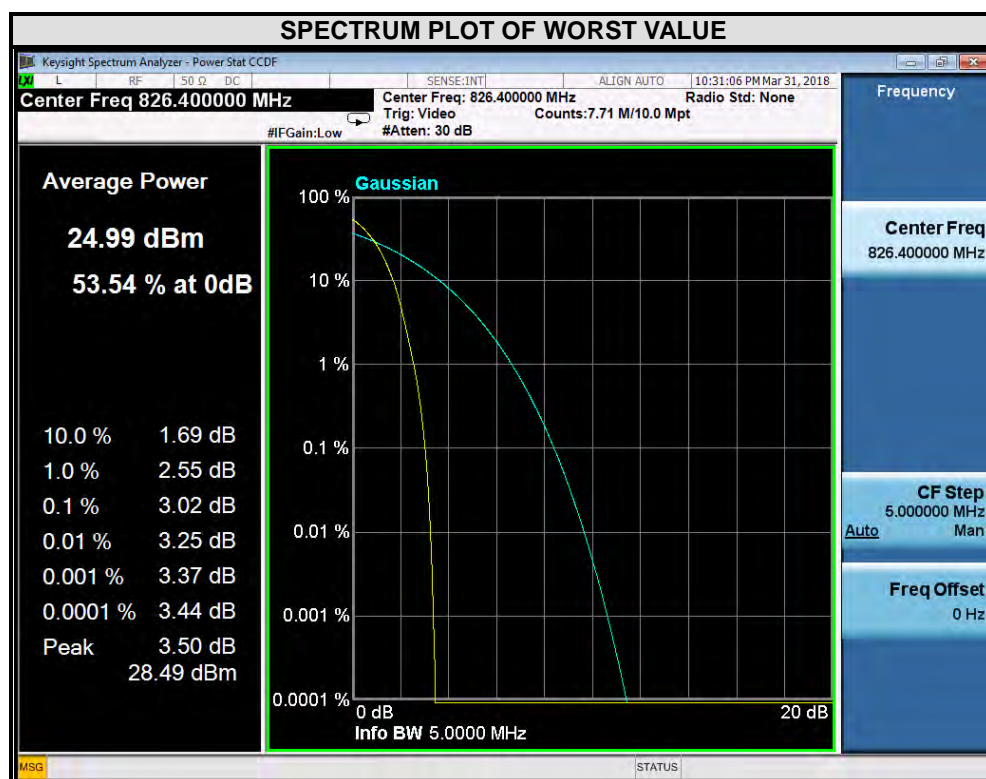 SPECTRUM PLOT OF WORST VALUE
Keysight Spectrum Analyzer - Power Stat CCDF
LXI L RF 50 Ω DC SENSE:INT ALIGN AUTO 10:31:06 PM Mar 31, 2018
Center Freq 826.400000 MHz
Center Freq: 826.400000 MHz Radio Std: None
Trig: Video Counts:7.71 M/10.0 Mpt
#IFGain:Low #Atten: 30 dB
Average Power
24.99 dBm
53.54 % at 0dB
10.0 % 1.69 dB
1.0 % 2.55 dB
0.1 % 3.02 dB
0.01 % 3.25 dB
0.001 % 3.37 dB
0.0001 % 3.44 dB
Peak 3.50 dB
28.49 dBm
Gaussian
100 %
10 %
1 %
0.1 %
0.01 %
0.001 %
0.0001 %
0 dB 20 dB
Info BW 5.0000 MHz
Frequency
Center Freq
826.400000 MHz
CF Step
5.000000 MHz
Auto Man
Freq Offset
0 Hz
MSG STATUS